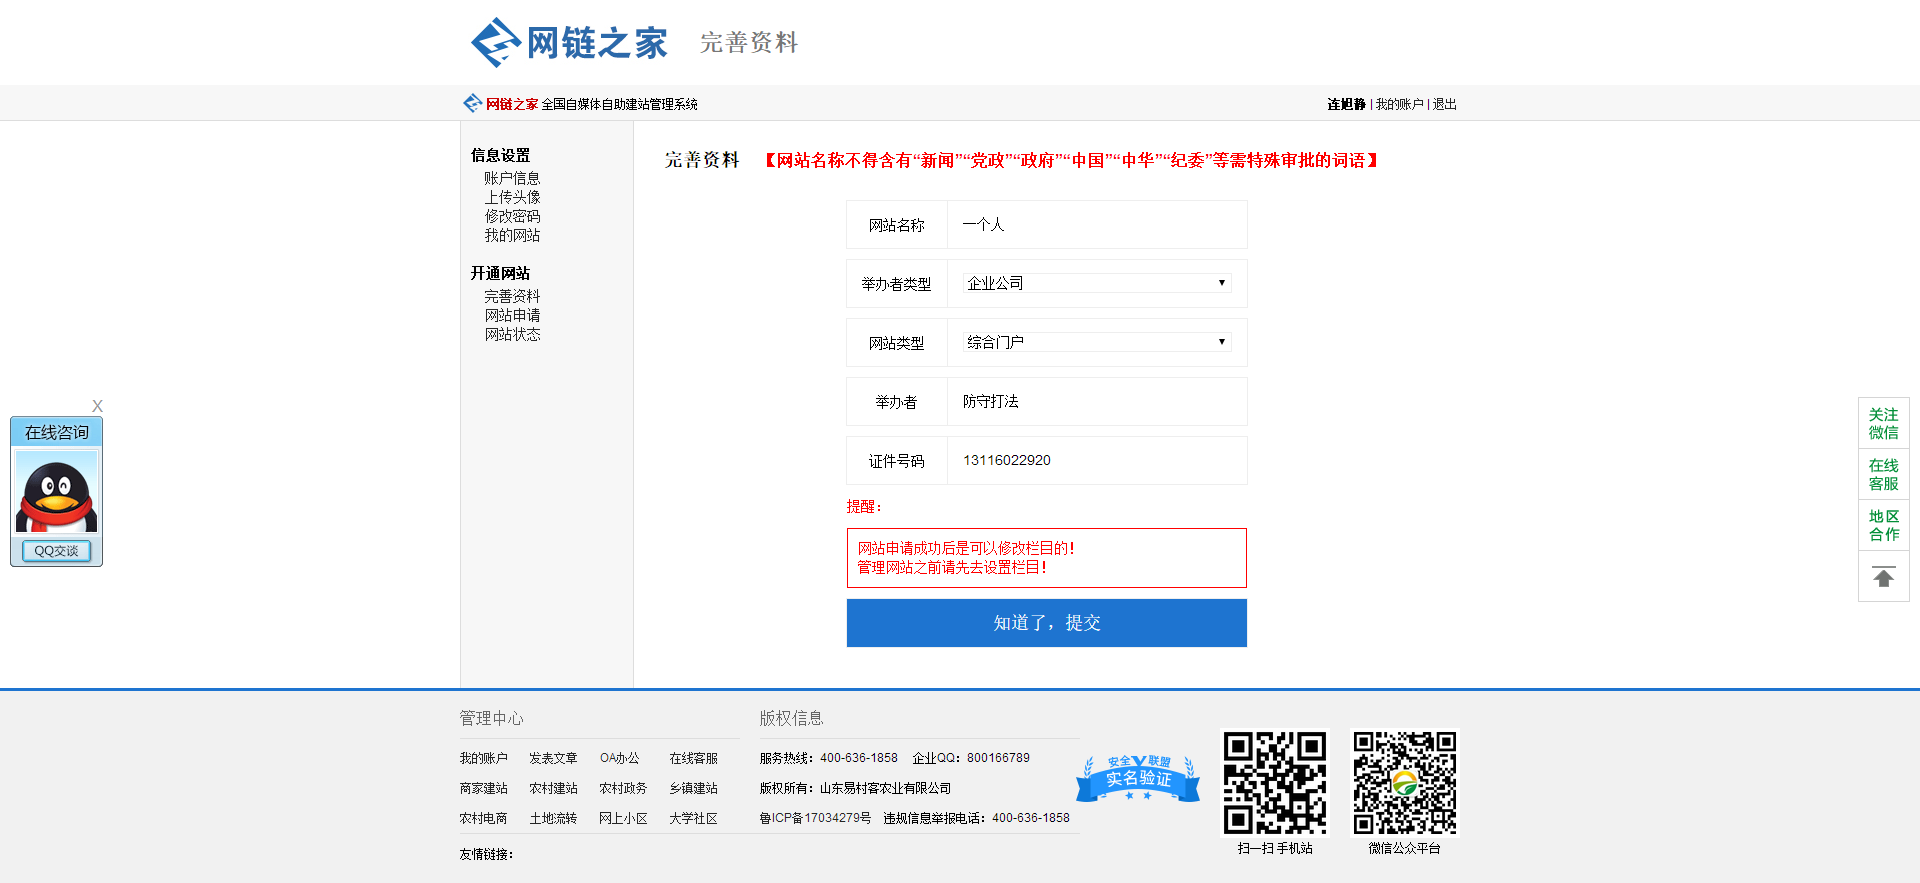 网链之家 完善资料
网链之家 全国自媒体自助建站管理系统
连旭静 | 我的账户 | 退出
信息设置
账户信息
上传头像
修改密码
我的网站
开通网站
完善资料
网站申请
网站状态
完善资料 【网站名称不得含有“新闻”“党政”“政府”“中国”“中华”“纪委”等需特殊审批的词语】
网站名称 一个人
举办者类型 企业公司
网站类型 综合门户
举办者 防守打法
证件号码 13116022920
提醒：
网站申请成功后是可以修改栏目的！
管理网站之前请先去设置栏目！
知道了，提交
X
在线咨询
QQ交谈
关注
微信
在线
客服
地区
合作
管理中心
我的账户 发表文章 OA办公 在线客服
商家建站 农村建站 农村政务 乡镇建站
农村电商 土地流转 网上小区 大学社区
友情链接：
版权信息
服务热线：400-636-1858 企业QQ：800166789
版权所有：山东易村客农业有限公司
鲁ICP备17034279号 违规信息举报电话：400-636-1858
安全V联盟
实名验证
扫一扫 手机站
微信公众平台